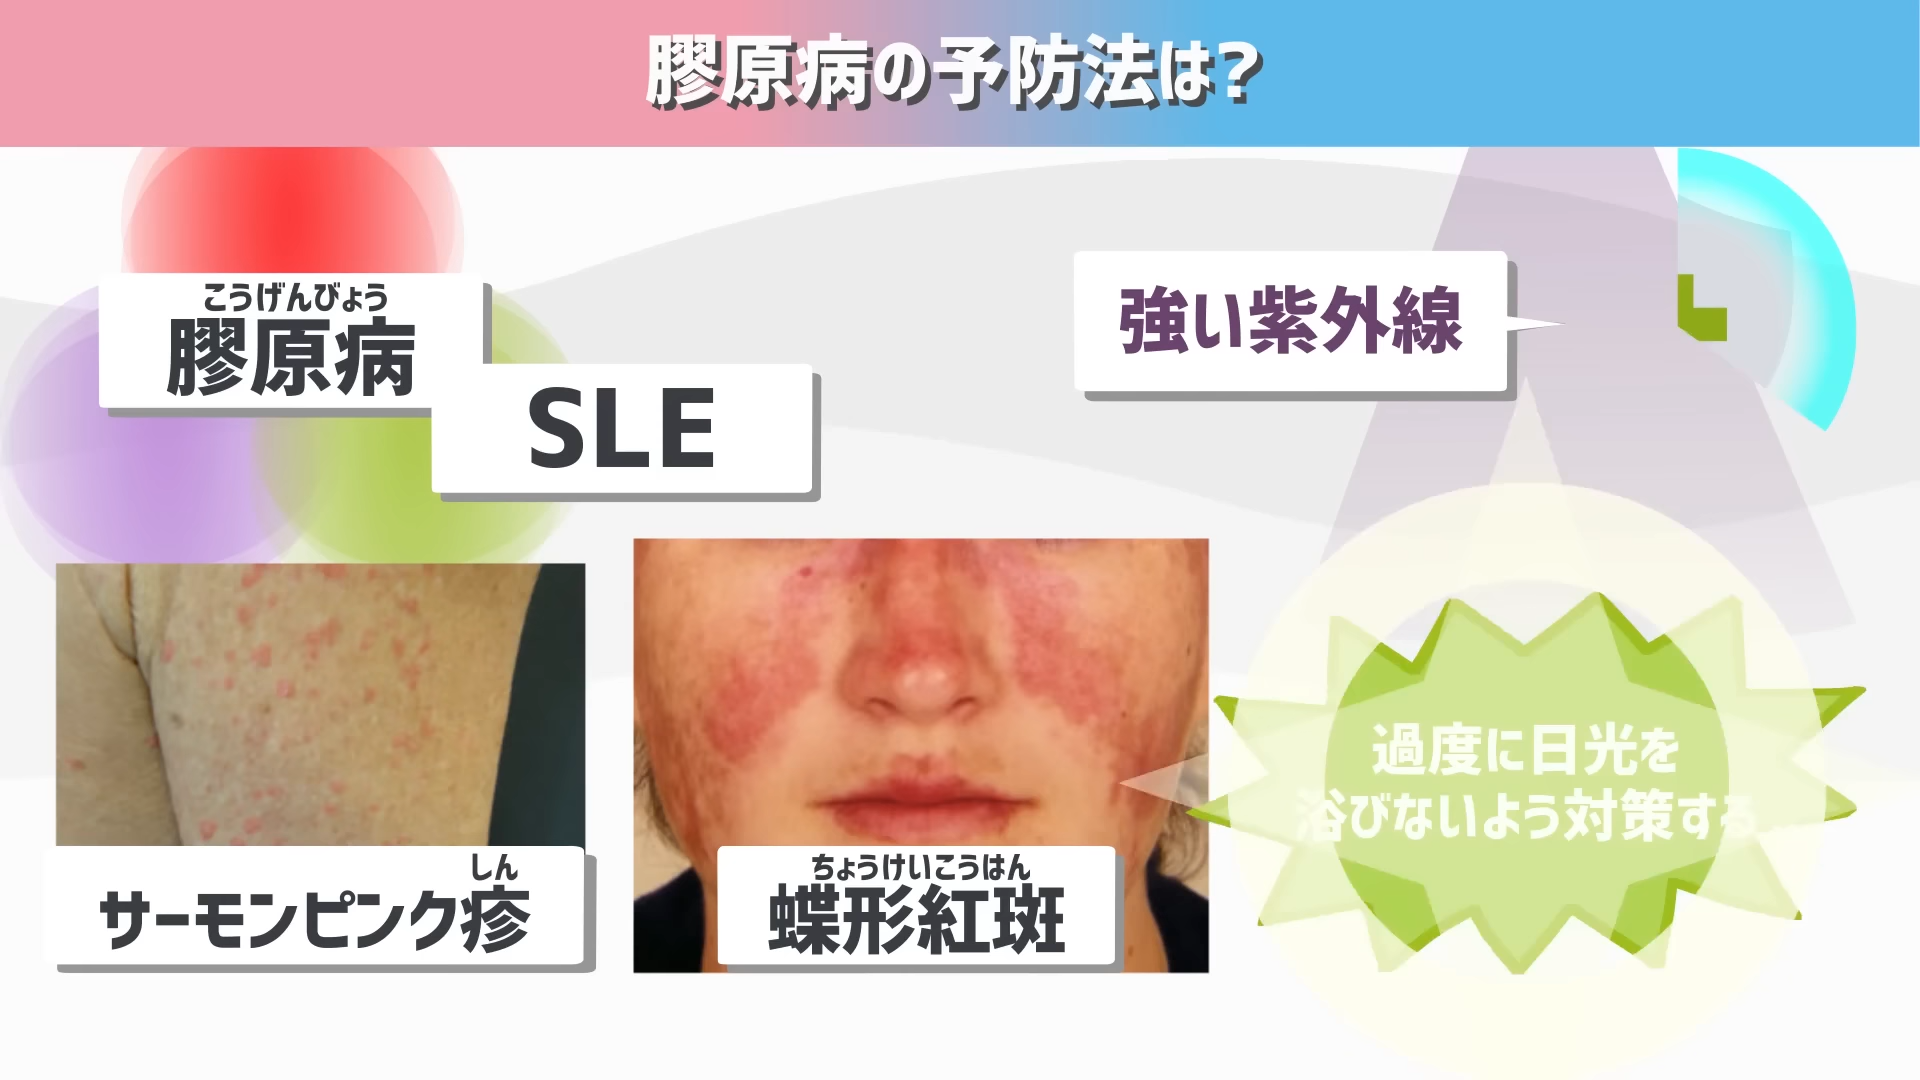 膠原病の予防法は?
こうげんびょう
膠原病
SLE
強い紫外線
しん
サーモンピンク疹
ちょうけいこうはん
蝶形紅斑
過度に日光を
浴びないよう対策する